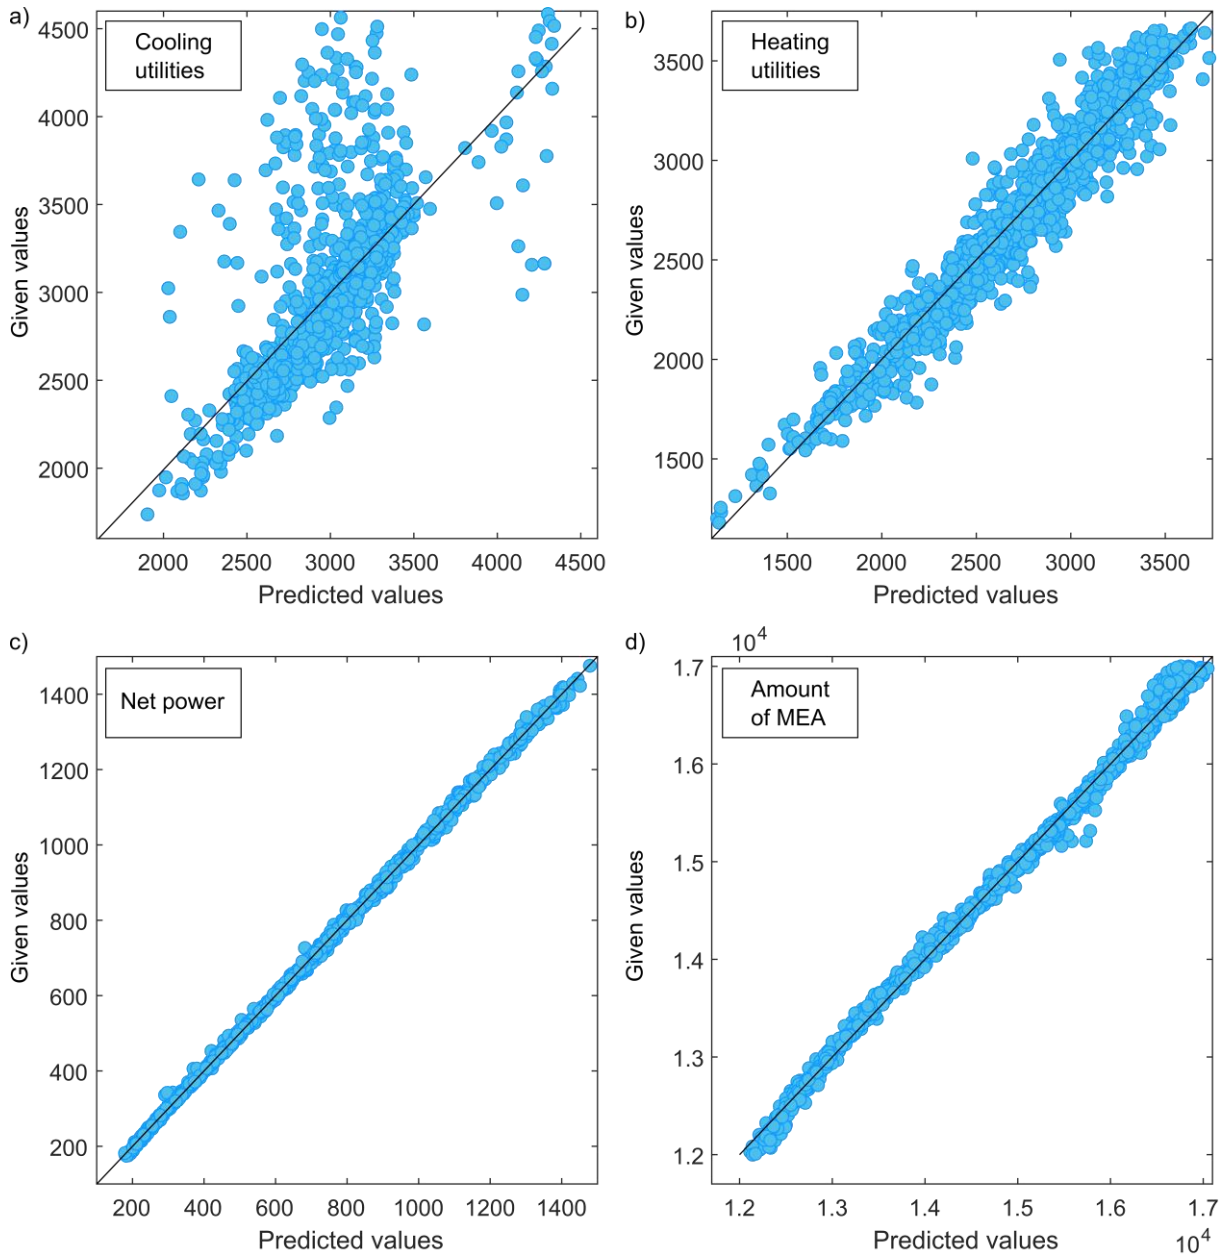 a)
Cooling
utilities
4500
4000
3500
3000
2500
2000
Given values
2000 2500 3000 3500 4000 4500
Predicted values
b)
Heating
utilities
3500
3000
2500
2000
1500
Given values
1500 2000 2500 3000 3500
Predicted values
c)
Net power
1400
1200
1000
800
600
400
200
Given values
200 400 600 800 1000 1200 1400
Predicted values
d)
10⁴
Amount
of MEA
1.7
1.6
1.5
1.4
1.3
1.2
Given values
1.2 1.3 1.4 1.5 1.6 1.7
Predicted values
10⁴